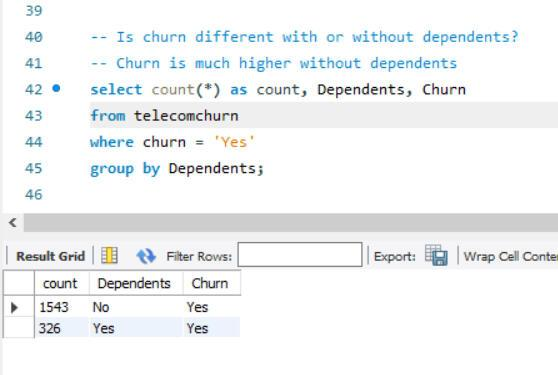 39
40 -- Is churn different with or without dependents?
41 -- Churn is much higher without dependents
42 select count(*) as count, Dependents, Churn
43 from telecomchurn
44 where churn = 'Yes'
45 group by Dependents;
46
<
Result Grid Filter Rules: Export: Wrap Cell Conte
count Dependents Churn
1543 No Yes
326 Yes Yes